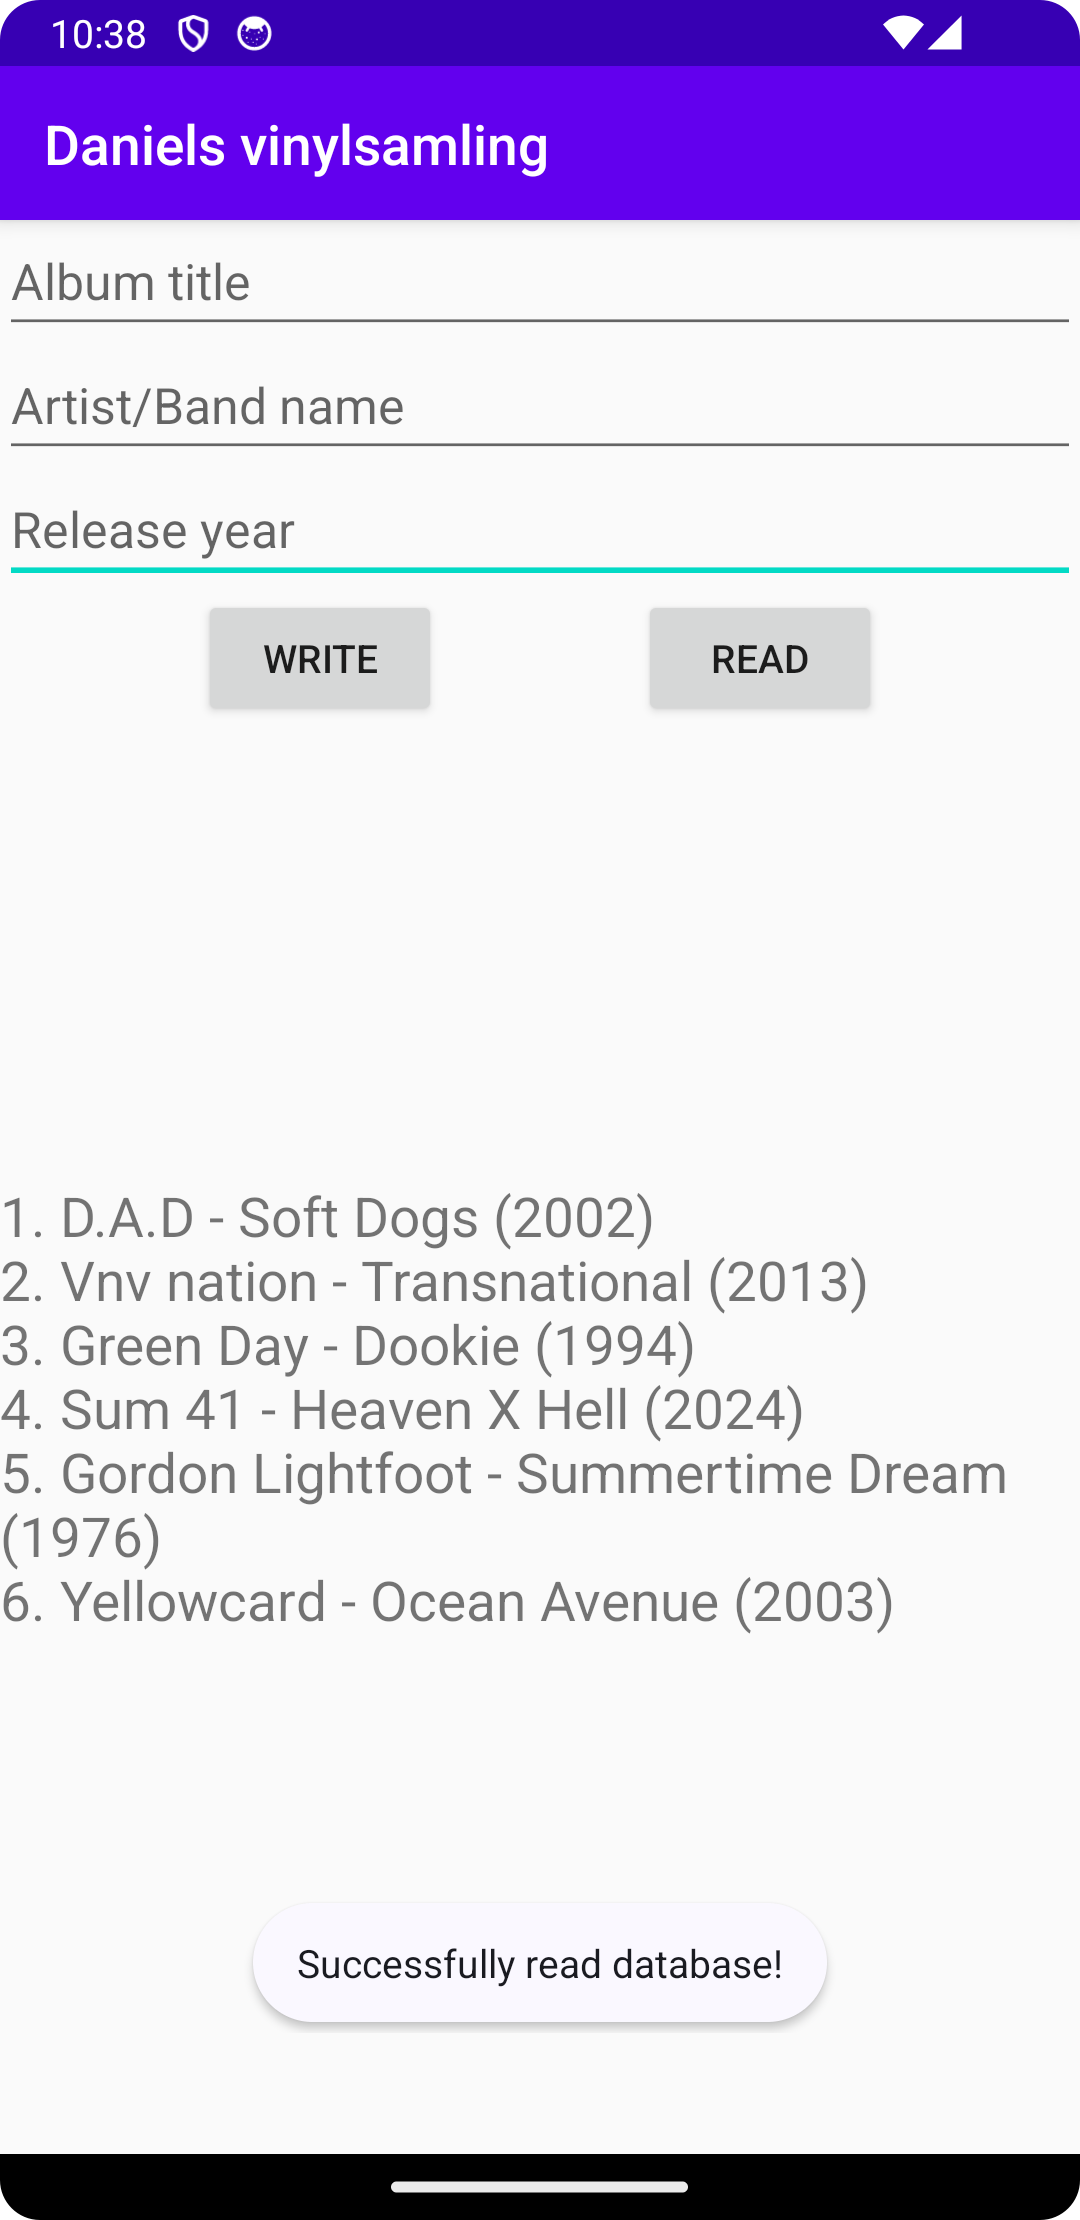 10:38
Daniels vinylsamling
Album title
Artist/Band name
Release year
WRITE READ
1. D.A.D - Soft Dogs (2002)
2. Vnv nation - Transnational (2013)
3. Green Day - Dookie (1994)
4. Sum 41 - Heaven X Hell (2024)
5. Gordon Lightfoot - Summertime Dream
(1976)
6. Yellowcard - Ocean Avenue (2003)
Successfully read database!